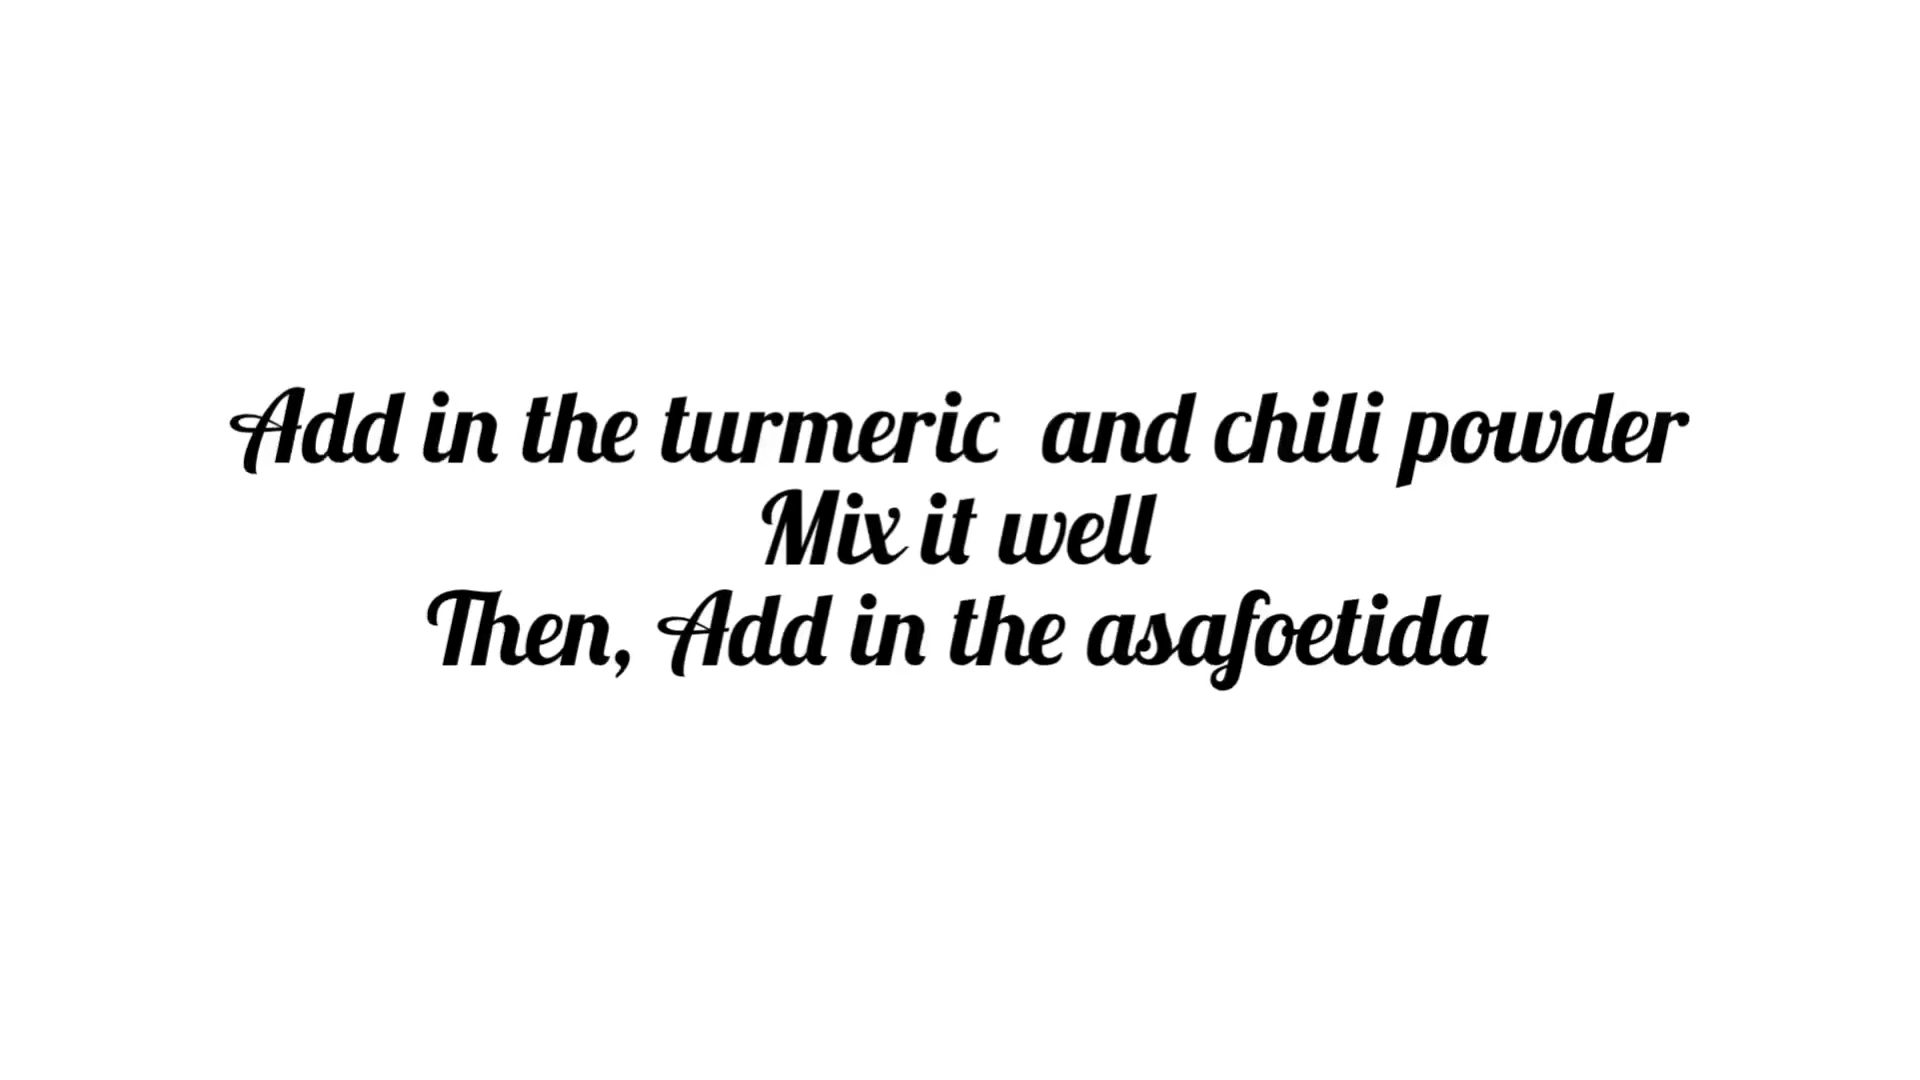 Add in the turmeric  and chili powder
Mix it well
Then, Add in the asafoetida